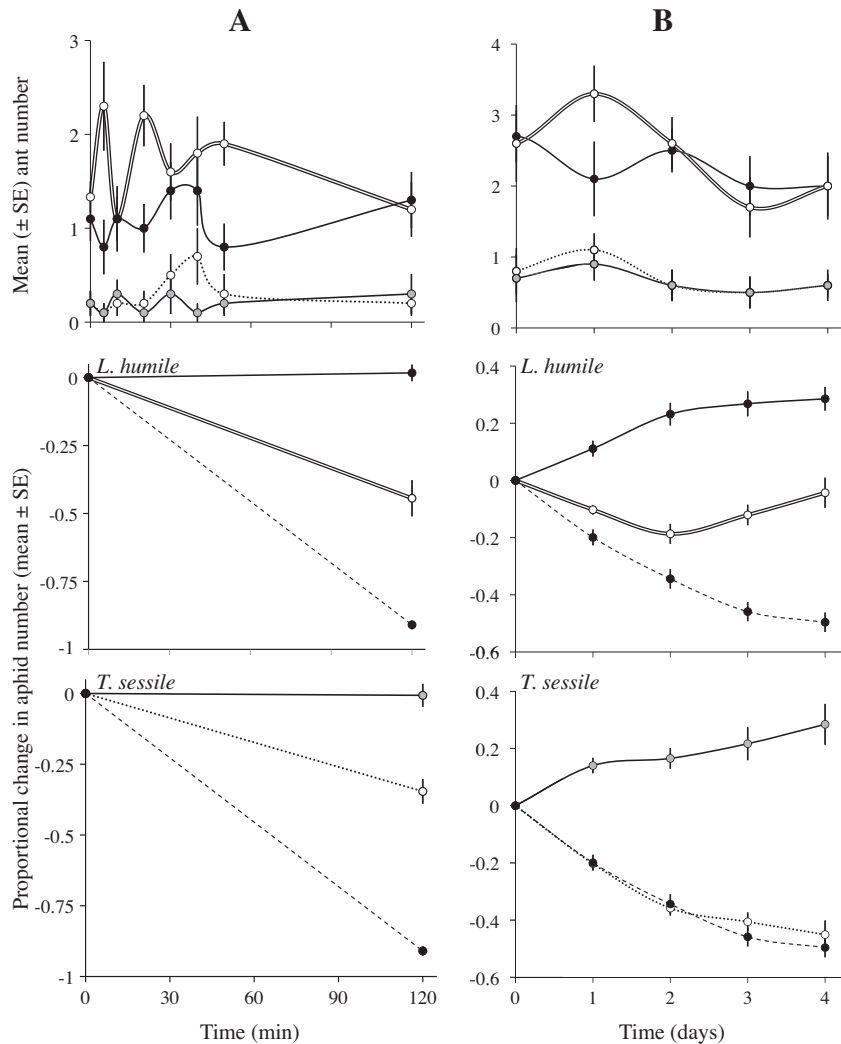 A
B
Mean (± SE) ant number
3
2
1
0
4
3
2
1
0
Proportional change in aphid number (mean ± SE)
L. humile
0
-0.25
-0.5
-0.75
-1
L. humile
0.4
0.2
0
-0.2
-0.4
-0.6
T. sessile
0
-0.25
-0.5
-0.75
-1
0 30 60 90 120
Time (min)
T. sessile
0.4
0.2
0
-0.2
-0.4
-0.6
0 1 2 3 4
Time (days)